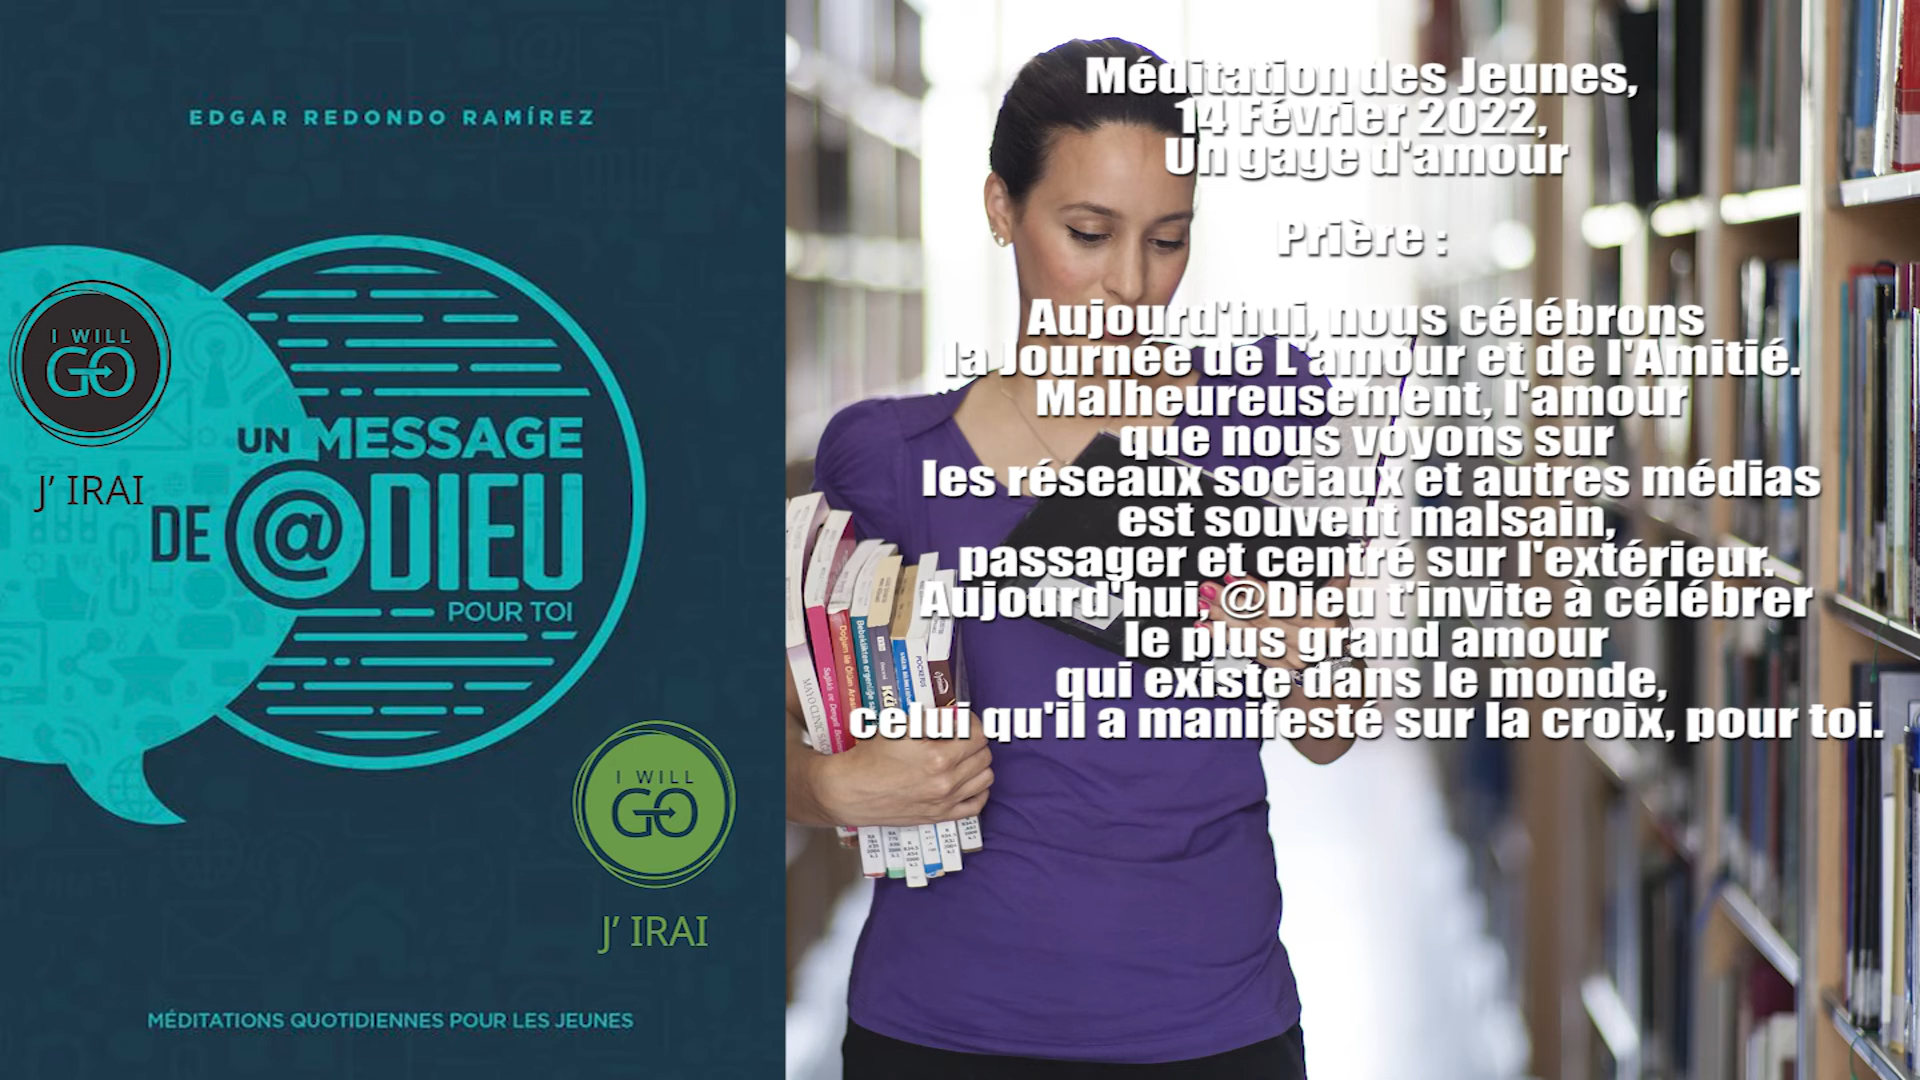 EDGAR REDONDO RAMÍREZ
I WILL
GO
J' IRAI
UN MESSAGE
DE @DIEU
POUR TOI
I WILL
GO
J' IRAI
MÉDITATIONS QUOTIDIENNES POUR LES JEUNES
Méditation des Jeunes,
14 Février 2022,
Un gage d'amour
Prière :
Aujourd'hui, nous célébrons
la Journée de L'amour et de l'Amitié.
Malheureusement, l'amour
que nous voyons sur
les réseaux sociaux et autres médias
est souvent malsain,
passager et centré sur l'extérieur.
Aujourd'hui, @Dieu t'invite à célébrer
le plus grand amour
qui existe dans le monde,
celui qu'il a manifesté sur la croix, pour toi.
MAYO CLINIC
POCKETOS